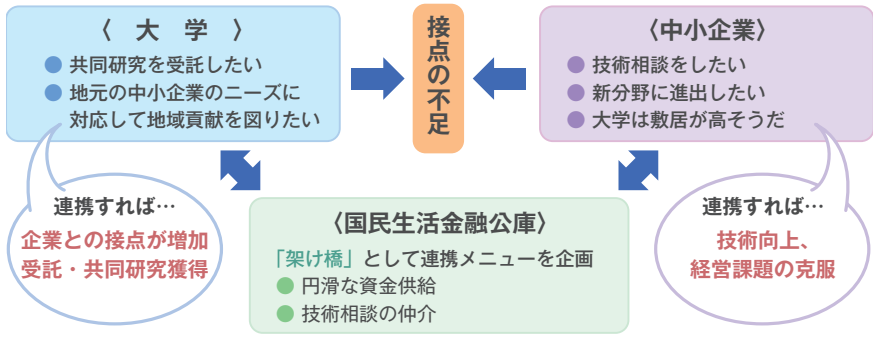 〈 大 学 〉
● 共同研究を受託したい
● 地元の中小企業のニーズに
対応して地域貢献を図りたい
接点の不足
〈中小企業〉
● 技術相談をしたい
● 新分野に進出したい
● 大学は敷居が高そうだ
連携すれば…
企業との接点が増加
受託・共同研究獲得
〈国民生活金融公庫〉
「架け橋」として連携メニューを企画
● 円滑な資金供給
● 技術相談の仲介
連携すれば…
技術向上、
経営課題の克服